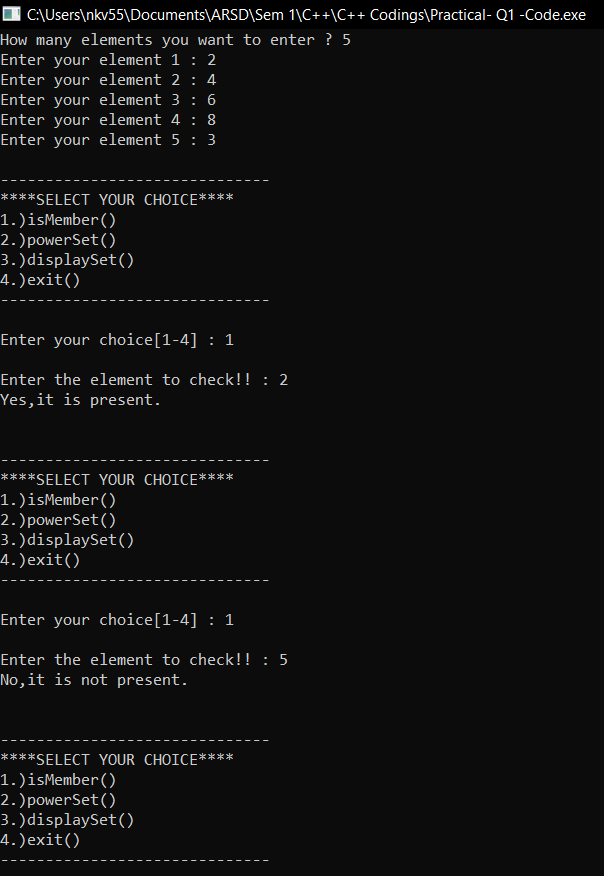 C:\Users\nkv55\Documents\ARSD\Sem 1\C++\C++ Codings\Practical- Q1 -Code.exe
How many elements you want to enter ? 5
Enter your element 1 : 2
Enter your element 2 : 4
Enter your element 3 : 6
Enter your element 4 : 8
Enter your element 5 : 3
------------------------------
****SELECT YOUR CHOICE****
1.)isMember()
2.)powerSet()
3.)displaySet()
4.)exit()
------------------------------
Enter your choice[1-4] : 1
Enter the element to check!! : 2
Yes,it is present.
------------------------------
****SELECT YOUR CHOICE****
1.)isMember()
2.)powerSet()
3.)displaySet()
4.)exit()
------------------------------
Enter your choice[1-4] : 1
Enter the element to check!! : 5
No,it is not present.
------------------------------
****SELECT YOUR CHOICE****
1.)isMember()
2.)powerSet()
3.)displaySet()
4.)exit()
------------------------------